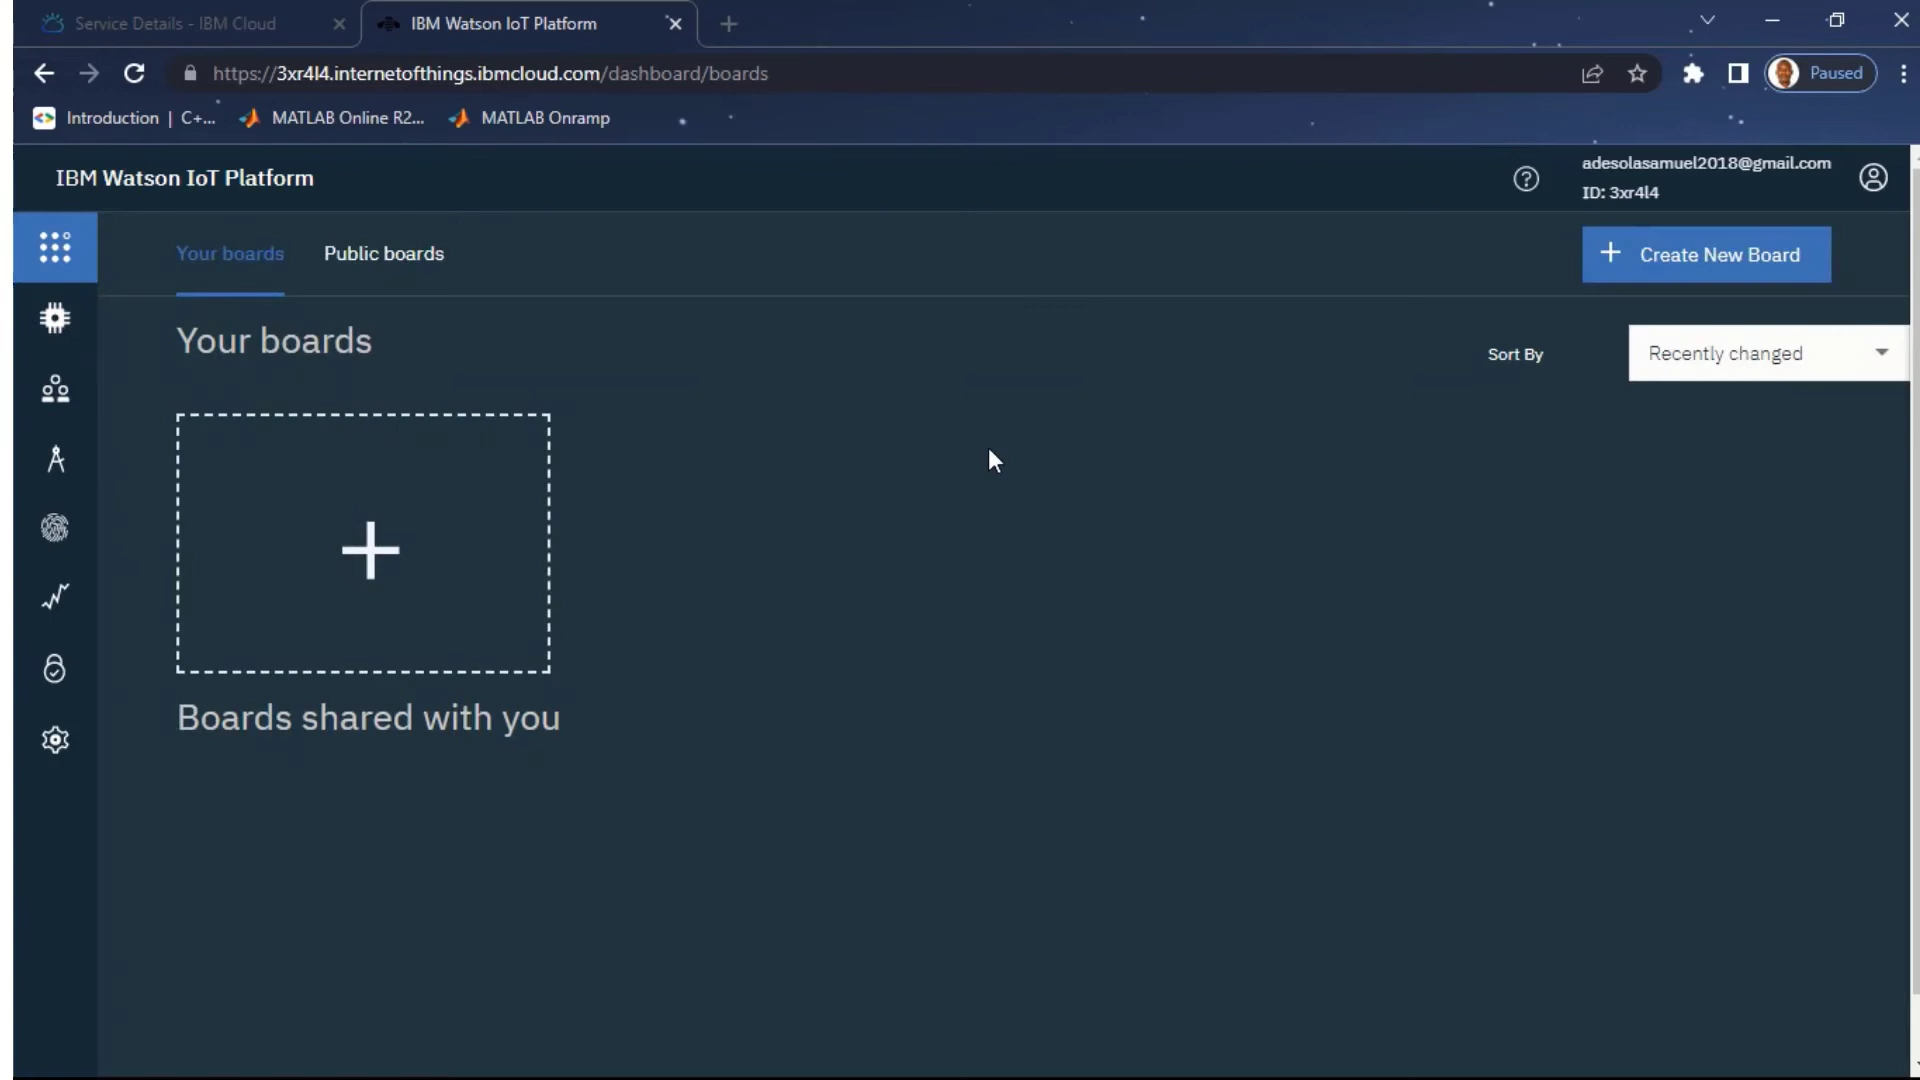 Service Details - IBM Cloud
IBM Watson IoT Platform
https://3xr4l4.internetofthings.ibmcloud.com/dashboard/boards
Paused
Introduction | C+...
MATLAB Online R2...
MATLAB Onramp
IBM Watson IoT Platform
adesolasamuel2018@gmail.com
ID: 3xr4l4
Your boards
Public boards
Create New Board
Your boards
Sort By
Recently changed
Boards shared with you